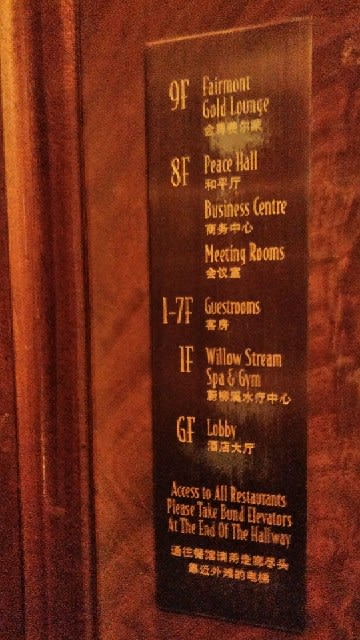 9F Fairmont
Gold Lounge
金尊费尔蒙
8F Peace Hall
和平厅
Business Centre
商务中心
Meeting Rooms
会议室
1-7F Guestrooms
客房
1F Willow Stream
Spa & Gym
蔚柳溪水疗中心
GF Lobby
酒店大厅
Access to All Restaurants
Please Take Bund Elevators
At The End Of The Hallway
通往餐馆请乘走廊尽头
靠近外滩的电梯